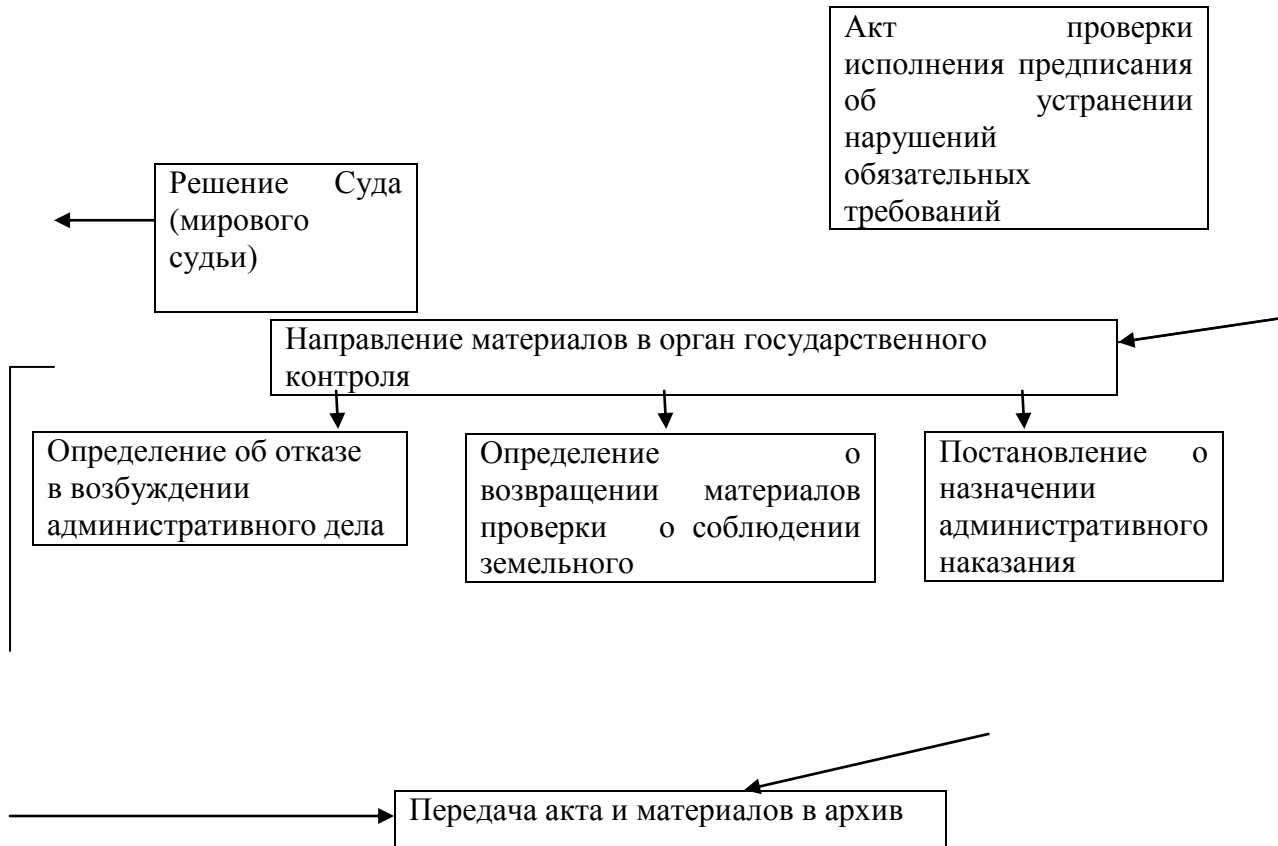 Акт проверки
исполнения предписания
об устранении
нарушений
обязательных
требований
Решение Суда
(мирового
судьи)
Направление материалов в орган государственного
контроля
Определение об отказе
в возбуждении
административного дела
Определение о
возвращении материалов
проверки о соблюдении
земельного
Постановление о
назначении
административного
наказания
Передача акта и материалов в архив